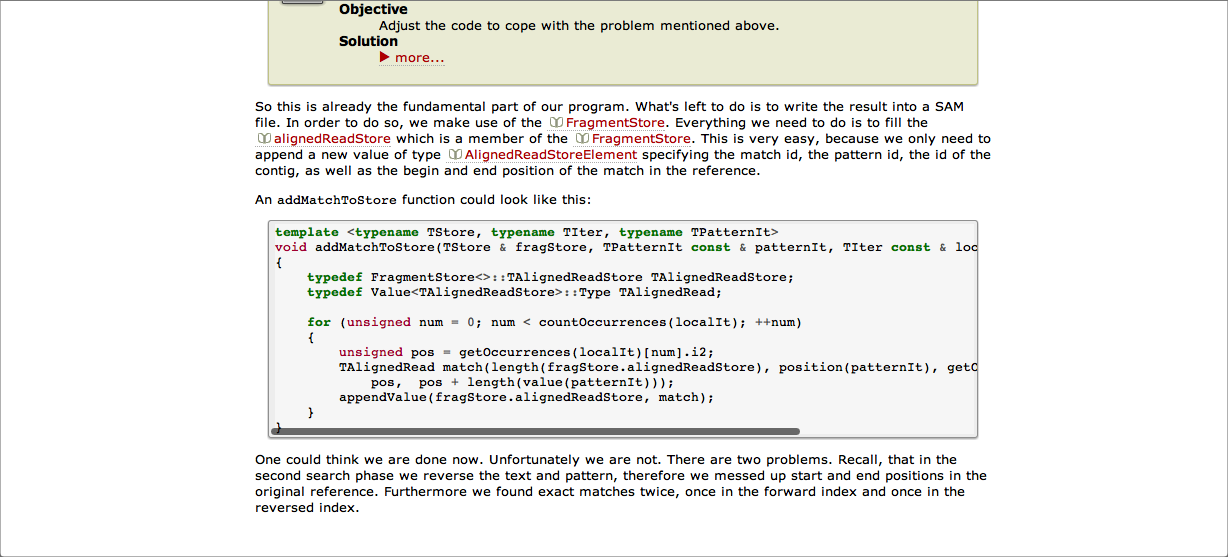 Objective
Adjust the code to cope with the problem mentioned above.
Solution
more...
So this is already the fundamental part of our program. What's left to do is to write the result into a SAM
file. In order to do so, we make use of the FragmentStore. Everything we need to do is to fill the
alignedReadStore which is a member of the FragmentStore. This is very easy, because we only need to
append a new value of type AlignedReadStoreElement specifying the match id, the pattern id, the id of the
contig, as well as the begin and end position of the match in the reference.
An addMatchToStore function could look like this:
template <typename TStore, typename TIter, typename TPatternIt>
void addMatchToStore(TStore & fragStore, TPatternIt const & patternIt, TIter const & loc
{
    typedef FragmentStore<>::TAlignedReadStore TAlignedReadStore;
    typedef Value<TAlignedReadStore>::Type TAlignedRead;
    for (unsigned num = 0; num < countOccurrences(localIt); ++num)
    {
        unsigned pos = getOccurrences(localIt)[num].i2;
        TAlignedRead match(length(fragStore.alignedReadStore), position(patternIt), getO
            pos,  pos + length(value(patternIt)));
        appendValue(fragStore.alignedReadStore, match);
    }
}
One could think we are done now. Unfortunately we are not. There are two problems. Recall, that in the
second search phase we reverse the text and pattern, therefore we messed up start and end positions in the
original reference. Furthermore we found exact matches twice, once in the forward index and once in the
reversed index.